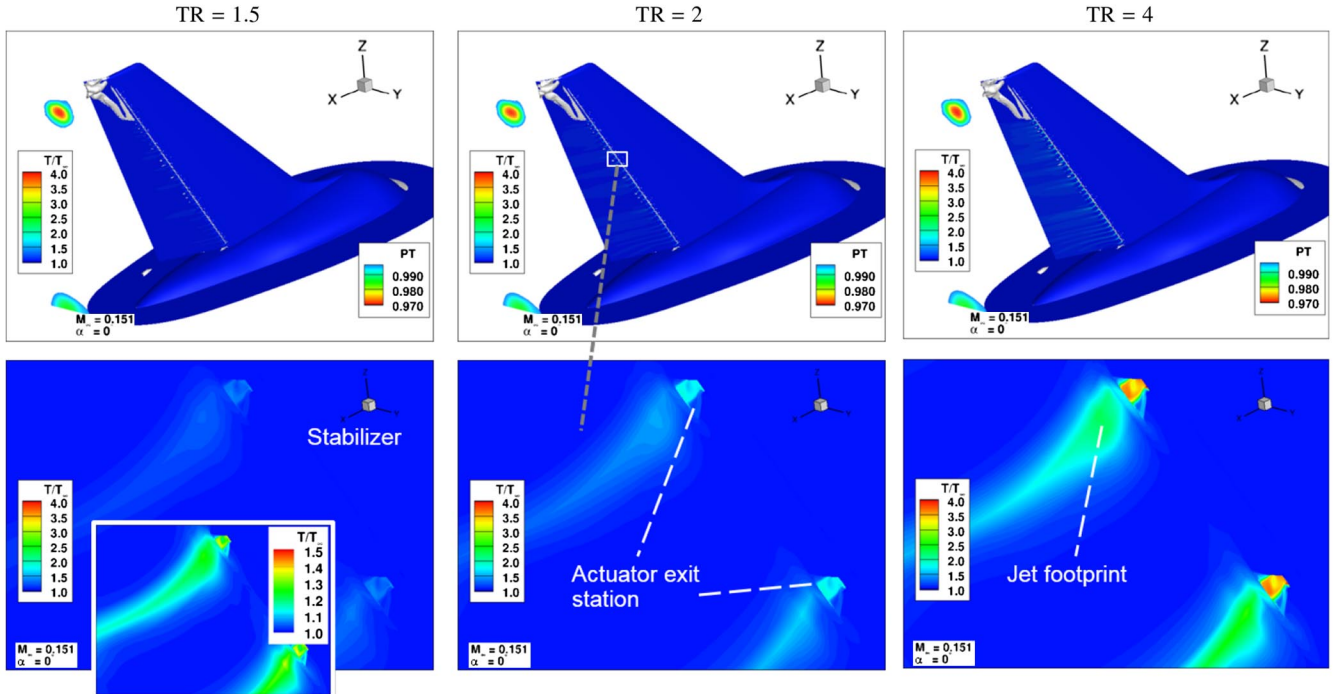 TR = 1.5
TR = 2
TR = 4
Z
X
Y
T/T_
4.0
3.5
3.0
2.5
2.0
1.5
1.0
PT
0.990
0.980
0.970
M_∞ = 0.151
α = 0
Z
X
Y
T/T_
4.0
3.5
3.0
2.5
2.0
1.5
1.0
PT
0.990
0.980
0.970
M_∞ = 0.151
α = 0
Z
X
Y
T/T_
4.0
3.5
3.0
2.5
2.0
1.5
1.0
PT
0.990
0.980
0.970
M_∞ = 0.151
α = 0
Z
X
Y
Stabilizer
T/T_
4.0
3.5
3.0
2.5
2.0
1.5
1.0
T/T_
1.5
1.4
1.3
1.2
1.1
1.0
M_∞ = 0.151
α = 0°
Z
X
Y
T/T_
4.0
3.5
3.0
2.5
2.0
1.5
1.0
Actuator exit
station
M_∞ = 0.151
α = 0°
Z
X
Y
T/T_
4.0
3.5
3.0
2.5
2.0
1.5
1.0
Jet footprint
M_∞ = 0.151
α = 0°